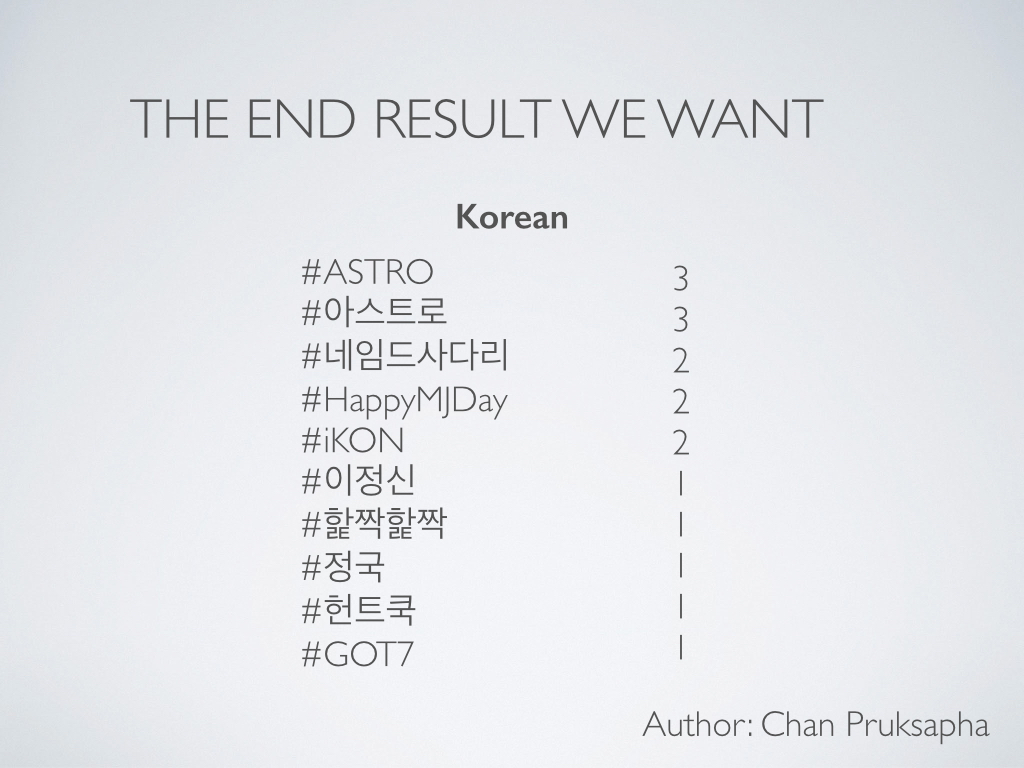 THE END RESULT WE WANT
Korean
#ASTRO 3
#아스트로 3
#네임드사다리 2
#HappyMJDay 2
#iKON 2
#이정신 1
#핥짝핥짝 1
#정국 1
#헌트쿡 1
#GOT7 1
Author: Chan Pruksapha